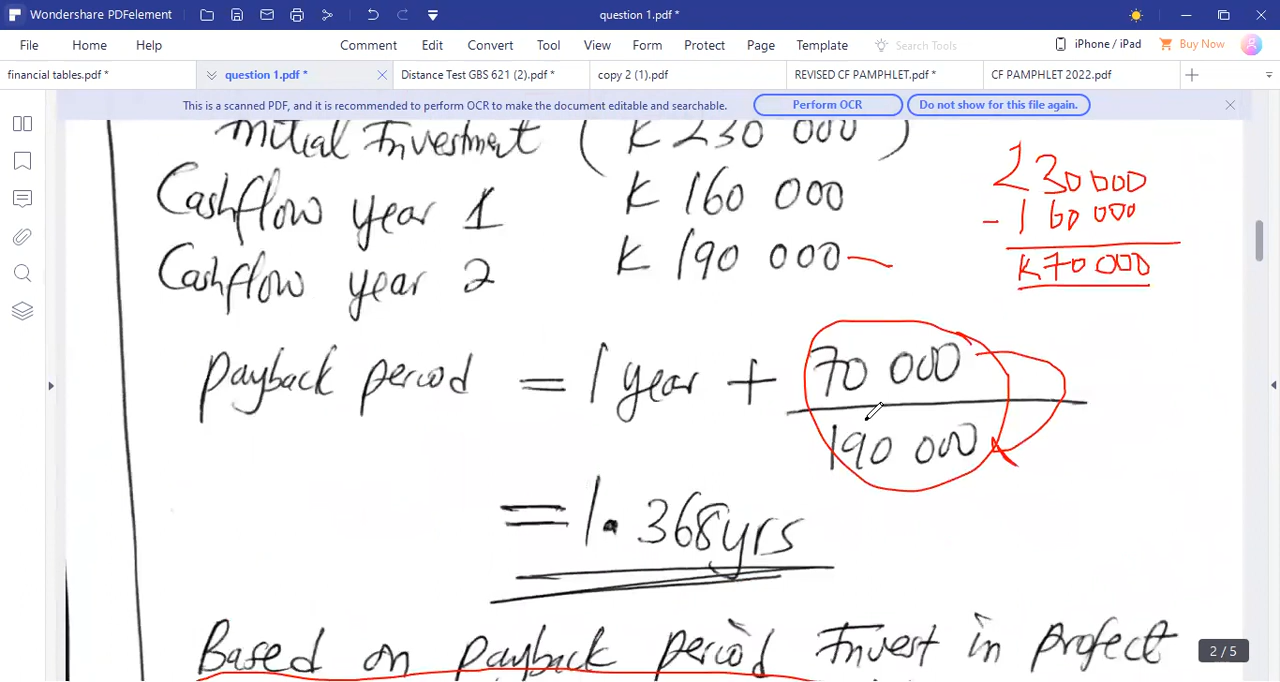 Wondershare PDFelement
question 1.pdf *
File Home Help Comment Edit Convert Tool View Form Protect Page Template Search Tools iPhone / iPad Buy Now
financial tables.pdf * question 1.pdf * Distance Test GBS 621 (2).pdf * copy 2 (1).pdf REVISED CF PAMPHLET.pdf * CF PAMPHLET 2022.pdf
This is a scanned PDF, and it is recommended to perform OCR to make the document editable and searchable. Perform OCR Do not show for this file again.
Initial Investment ( K 230 000 )
Cashflow year 1 K 160 000
Cashflow year 2 K 190 000
230000
- 160000
K70 000
payback period = 1 year + 70 000
190 000
= 1.368yrs
Based on payback period Invest in project
2 / 5